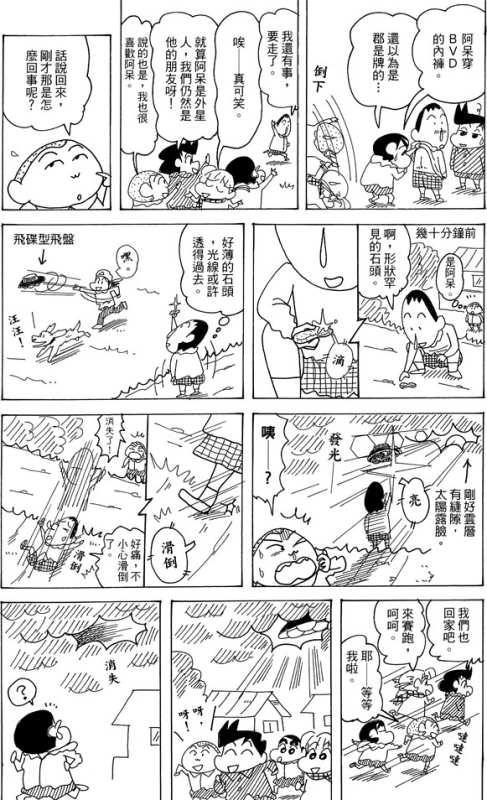 阿呆穿
BVD
的內褲。
還以為是
郡是牌的…
倒下
我還有事，
要走了。
唉——真可笑。
就算阿呆是外星
人，我們仍然是
他的朋友呀！
說的也是，我也很
喜歡阿呆。
話說回來，
剛才那是怎
麼回事呢？
幾十分鐘前
是阿呆。
啊，形狀罕
見的石頭。
滴
好薄的石頭
，光線或許
透得過去。
飛碟型飛盤
嘿。
汪汪！
剛好雲層
有縫隙，
太陽露臉。
亮
發光
咦——？
滑倒
消失了！！
好痛，不
小心滑倒
了。
滑倒
我們也
回家吧。
來賽跑，
呵呵。
耶——等等
我啦。
噠噠噠
呀！呀！
消失
？